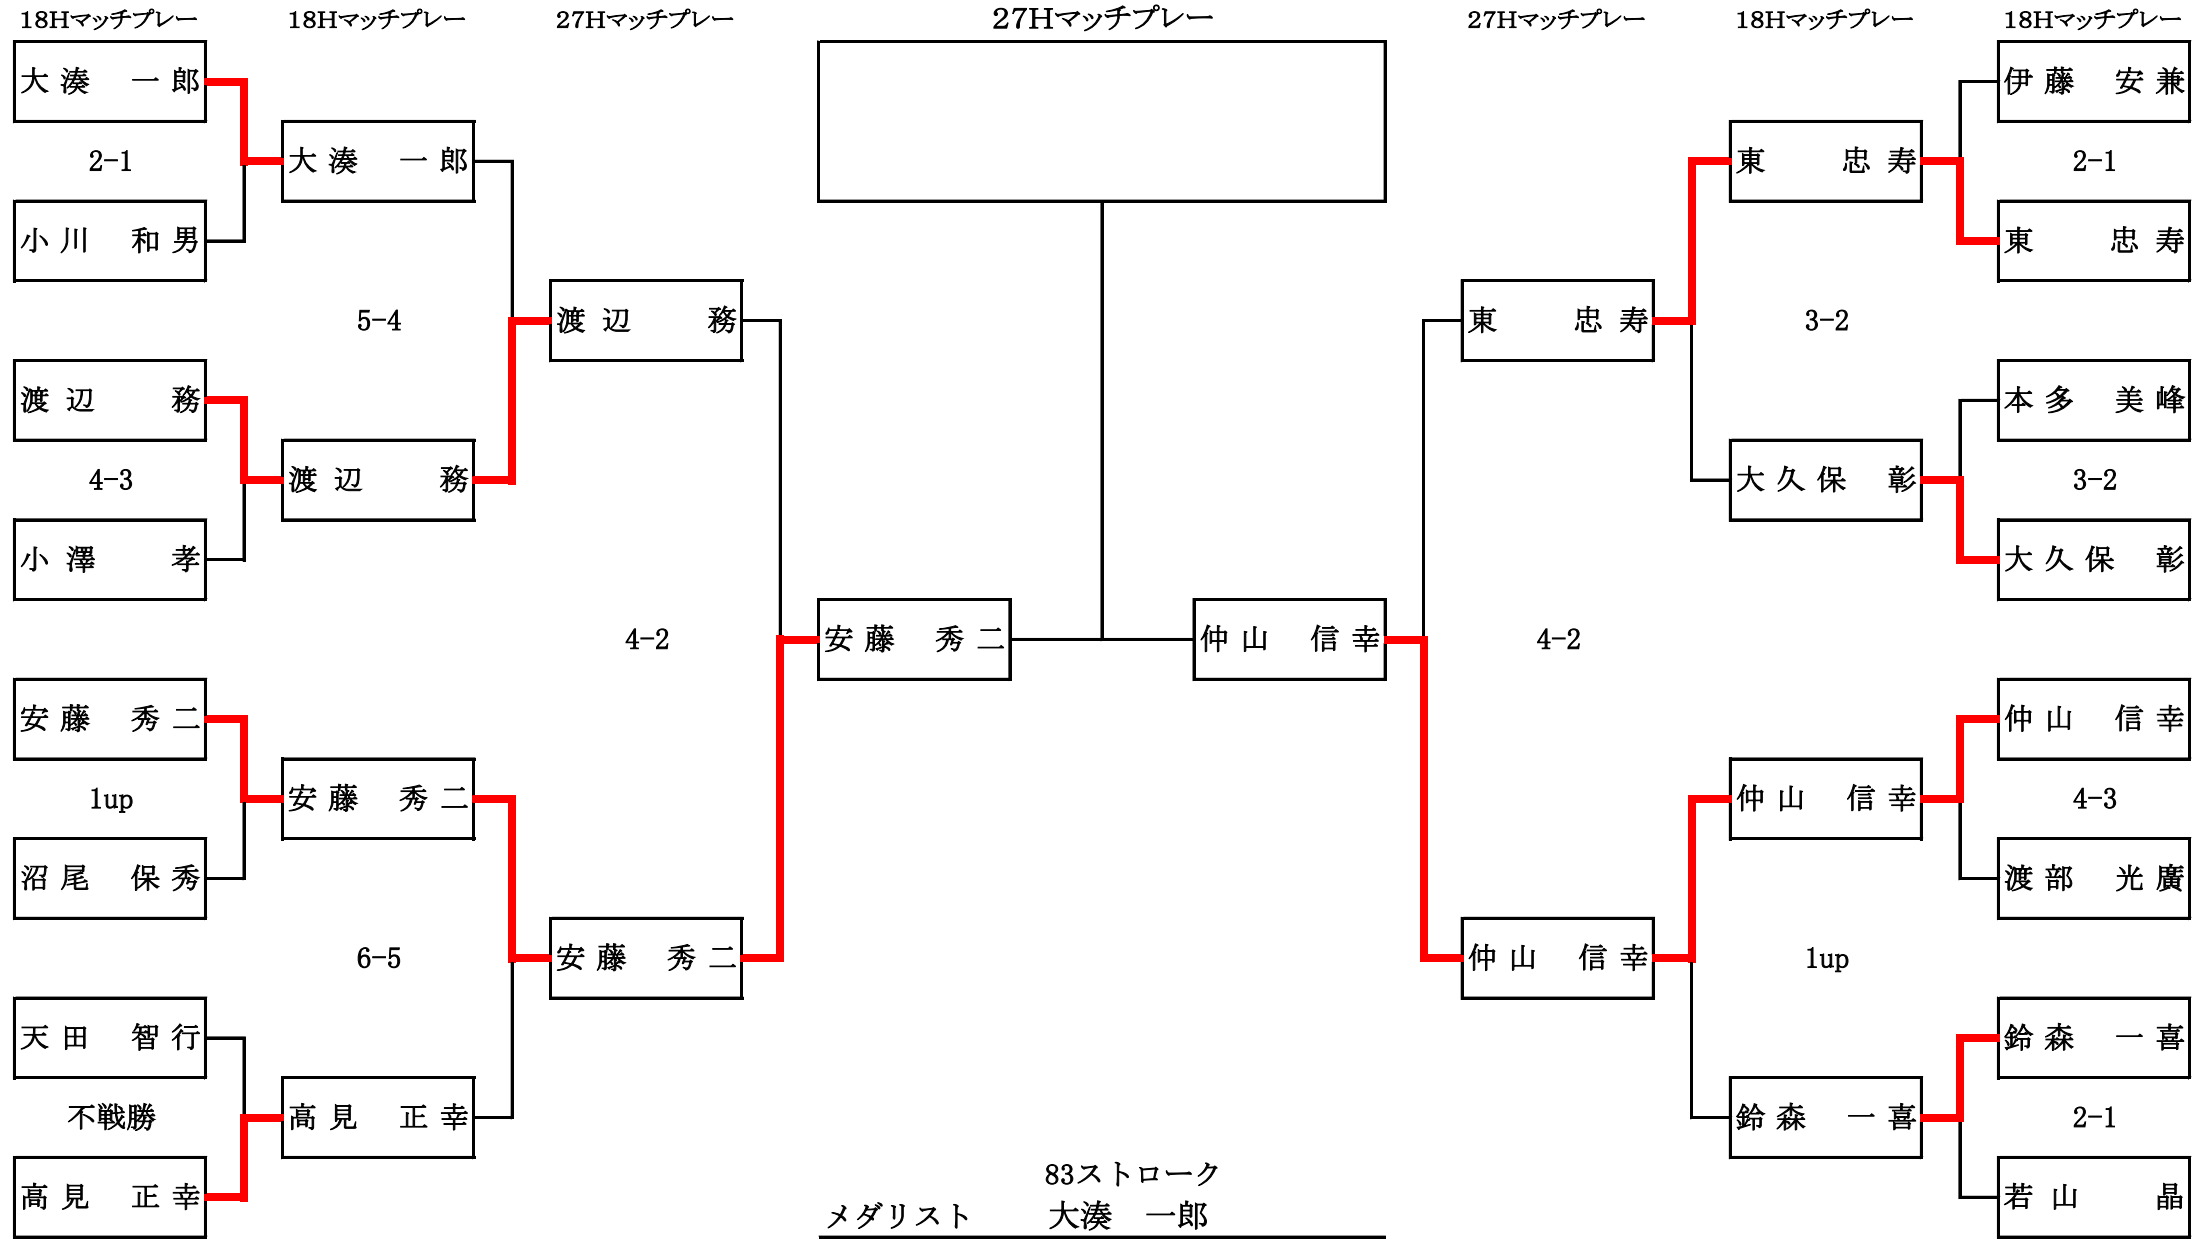 18Hマッチプレー 18Hマッチプレー 27Hマッチプレー 27Hマッチプレー 27Hマッチプレー 18Hマッチプレー 18Hマッチプレー
大湊 一郎 伊藤 安兼
2-1 大湊 一郎 東 忠寿 2-1
小川 和男 東 忠寿
5-4 渡辺 務 東 忠寿 3-2
渡辺 務 本多 美峰
4-3 渡辺 務 大久保 彰 3-2
小澤 孝 大久保 彰
4-2 安藤 秀二 仲山 信幸 4-2
安藤 秀二 仲山 信幸
1up 安藤 秀二 仲山 信幸 4-3
沼尾 保秀 渡部 光廣
6-5 安藤 秀二 仲山 信幸 1up
天田 智行 鈴森 一喜
不戦勝 高見 正幸 鈴森 一喜 2-1
83ストローク
高見 正幸 メダリスト 大湊 一郎 若山 晶